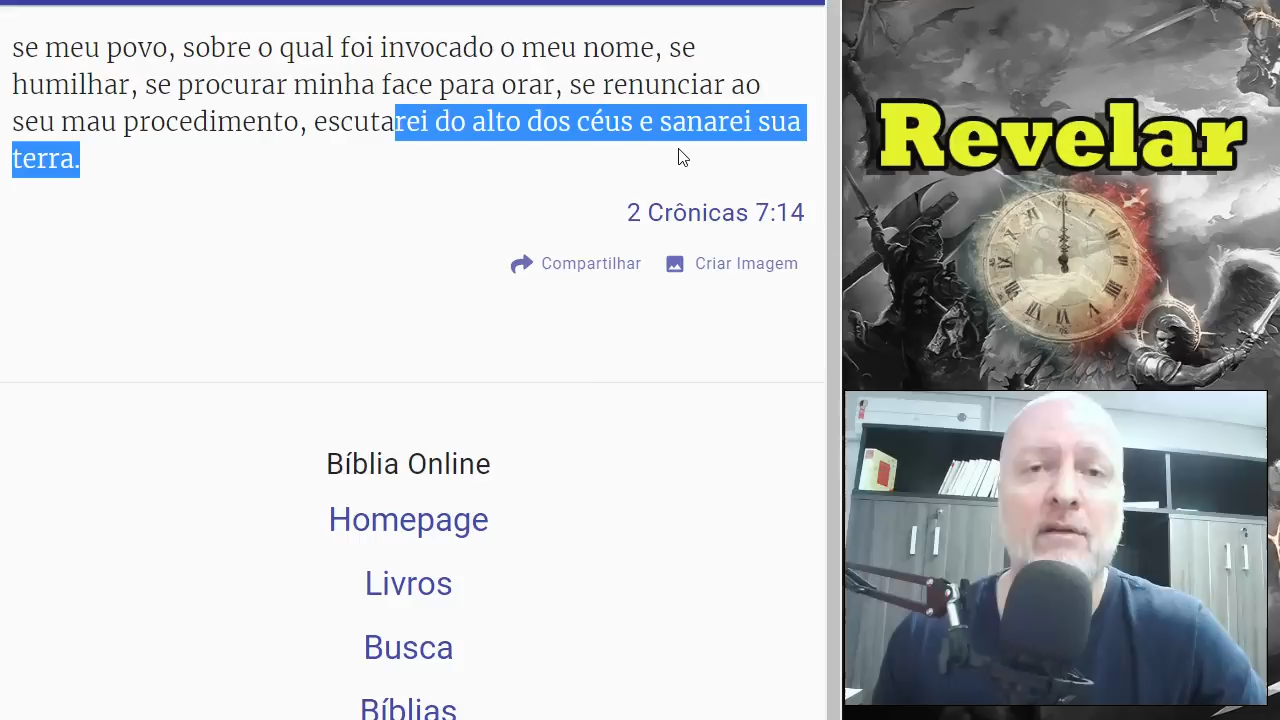 se meu povo, sobre o qual foi invocado o meu nome, se
humilhar, se procurar minha face para orar, se renunciar ao
seu mau procedimento, escutarei do alto dos céus e sanarei sua
terra.
2 Crônicas 7:14
Compartilhar
Criar Imagem
Bíblia Online
Homepage
Livros
Busca
Bíblias
Revelar